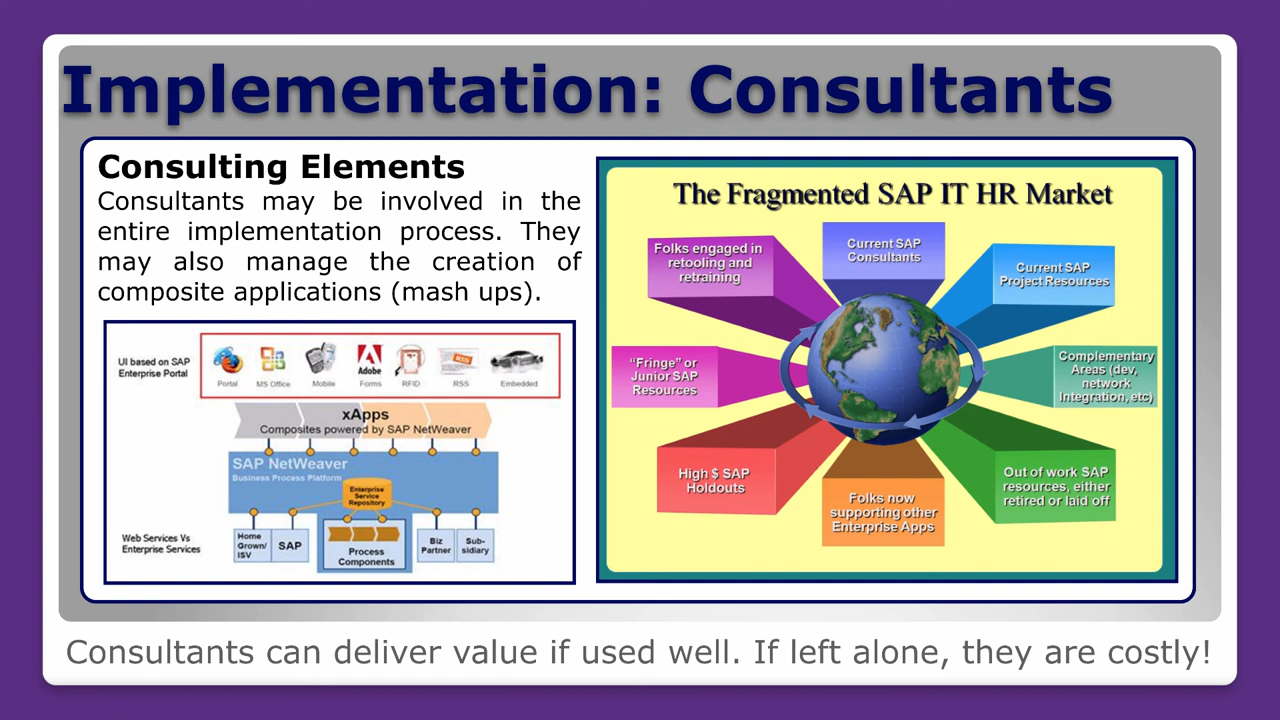 Implementation: Consultants
Consulting Elements
Consultants may be involved in the
entire implementation process. They
may also manage the creation of
composite applications (mash ups).
UI based on SAP
Enterprise Portal
Portal
MS Office
Mobile
Adobe
Forms
RFID
RSS
RSS
Embedded
xApps
Composites powered by SAP NetWeaver
SAP NetWeaver
Business Process Platform
Enterprise
Service
Repository
Web Services Vs
Enterprise Services
Home
Grown/
ISV
SAP
Process
Components
Biz
Partner
Sub-
sidiary
The Fragmented SAP IT HR Market
Folks engaged in
retooling and
retraining
Current SAP
Consultants
Current SAP
Project Resources
"Fringe" or
Junior SAP
Resources
Complementary
Areas (dev,
network
Integration, etc)
High $ SAP
Holdouts
Folks now
supporting other
Enterprise Apps
Out of work SAP
resources, either
retired or laid off
Consultants can deliver value if used well. If left alone, they are costly!